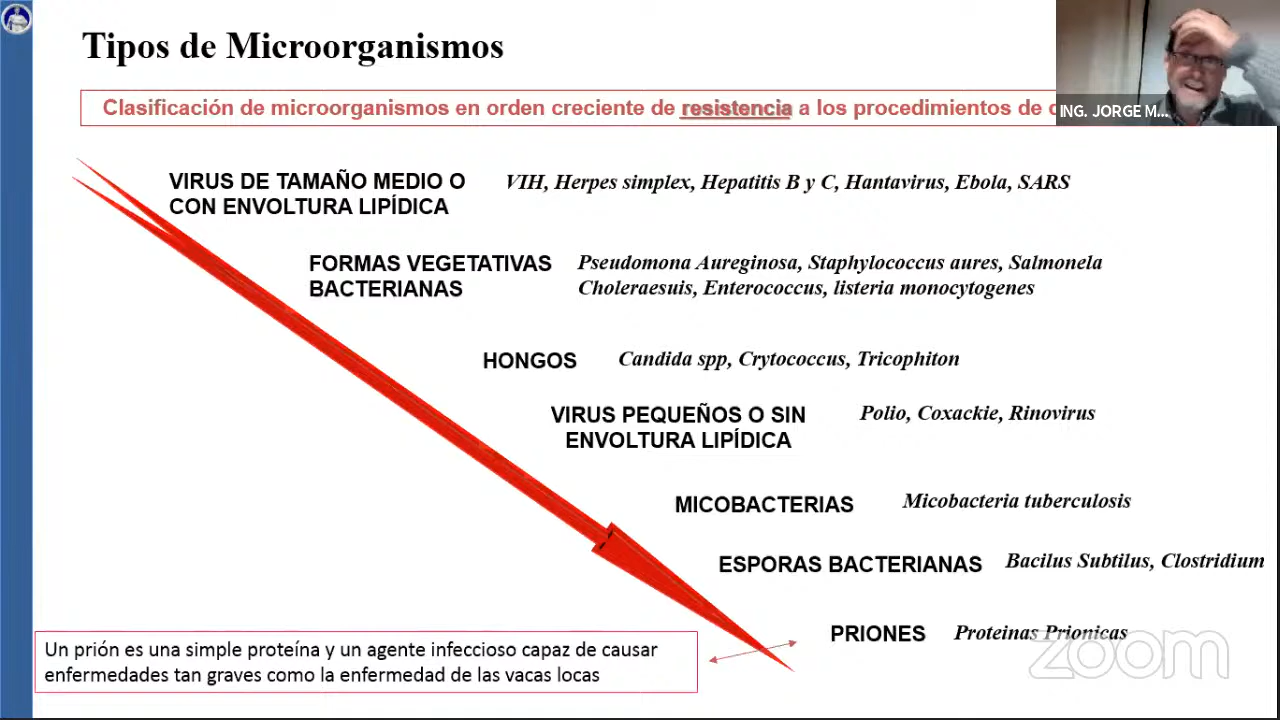 Tipos de Microorganismos
Clasificación de microorganismos en orden creciente de resistencia a los procedimientos de
ING. JORGE M...
VIRUS DE TAMAÑO MEDIO O
CON ENVOLTURA LIPÍDICA
VIH, Herpes simplex, Hepatitis B y C, Hantavirus, Ebola, SARS
FORMAS VEGETATIVAS
BACTERIANAS
Pseudomona Aureginosa, Staphylococcus aures, Salmonela
Choleraesuis, Enterococcus, listeria monocytogenes
HONGOS
Candida spp, Crytococcus, Tricophiton
VIRUS PEQUEÑOS O SIN
ENVOLTURA LIPÍDICA
Polio, Coxackie, Rinovirus
MICOBACTERIAS
Micobacteria tuberculosis
ESPORAS BACTERIANAS
Bacilus Subtilus, Clostridium
PRIONES
Proteinas Prionicas
Un prión es una simple proteína y un agente infeccioso capaz de causar
enfermedades tan graves como la enfermedad de las vacas locas
zoom